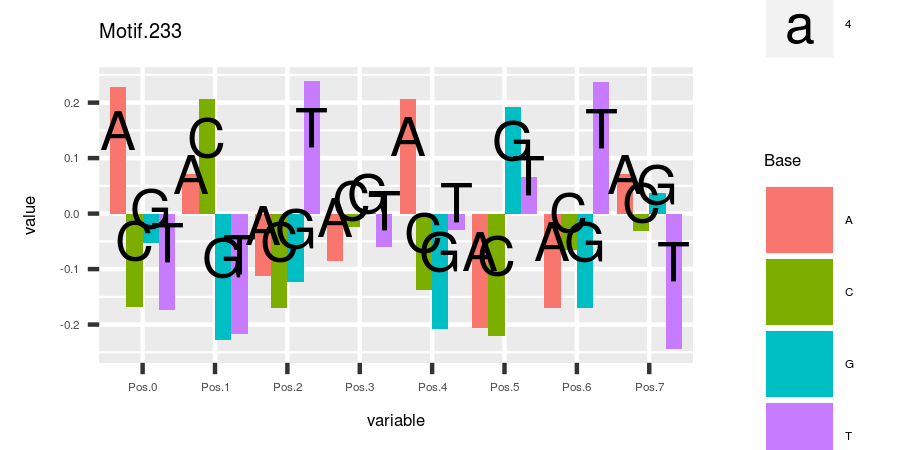 Motif.233
a 4
value
0.2
0.1
0.0
-0.1
-0.2
A C G T
A C G T
A C G T
A C G T
A C G T
A C G T
A C G T
A C G T
Pos.0 Pos.1 Pos.2 Pos.3 Pos.4 Pos.5 Pos.6 Pos.7
variable
Base
A
C
G
T